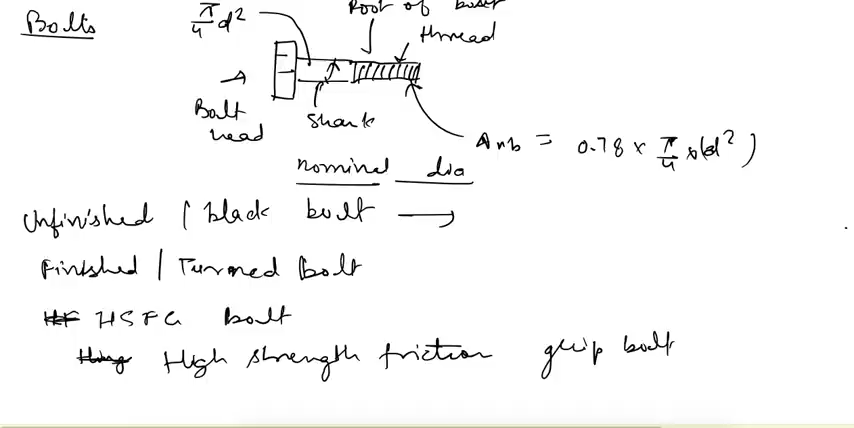 Bolts
π/4 d²
Root of bolt
thread
Bolt
head
Shank
Anb = 0.78 × π/4 × (d²)
nominal dia
Unfinished / black bolt →
Finished / Turned bolt
HSFG bolt
High strength friction grip bolt